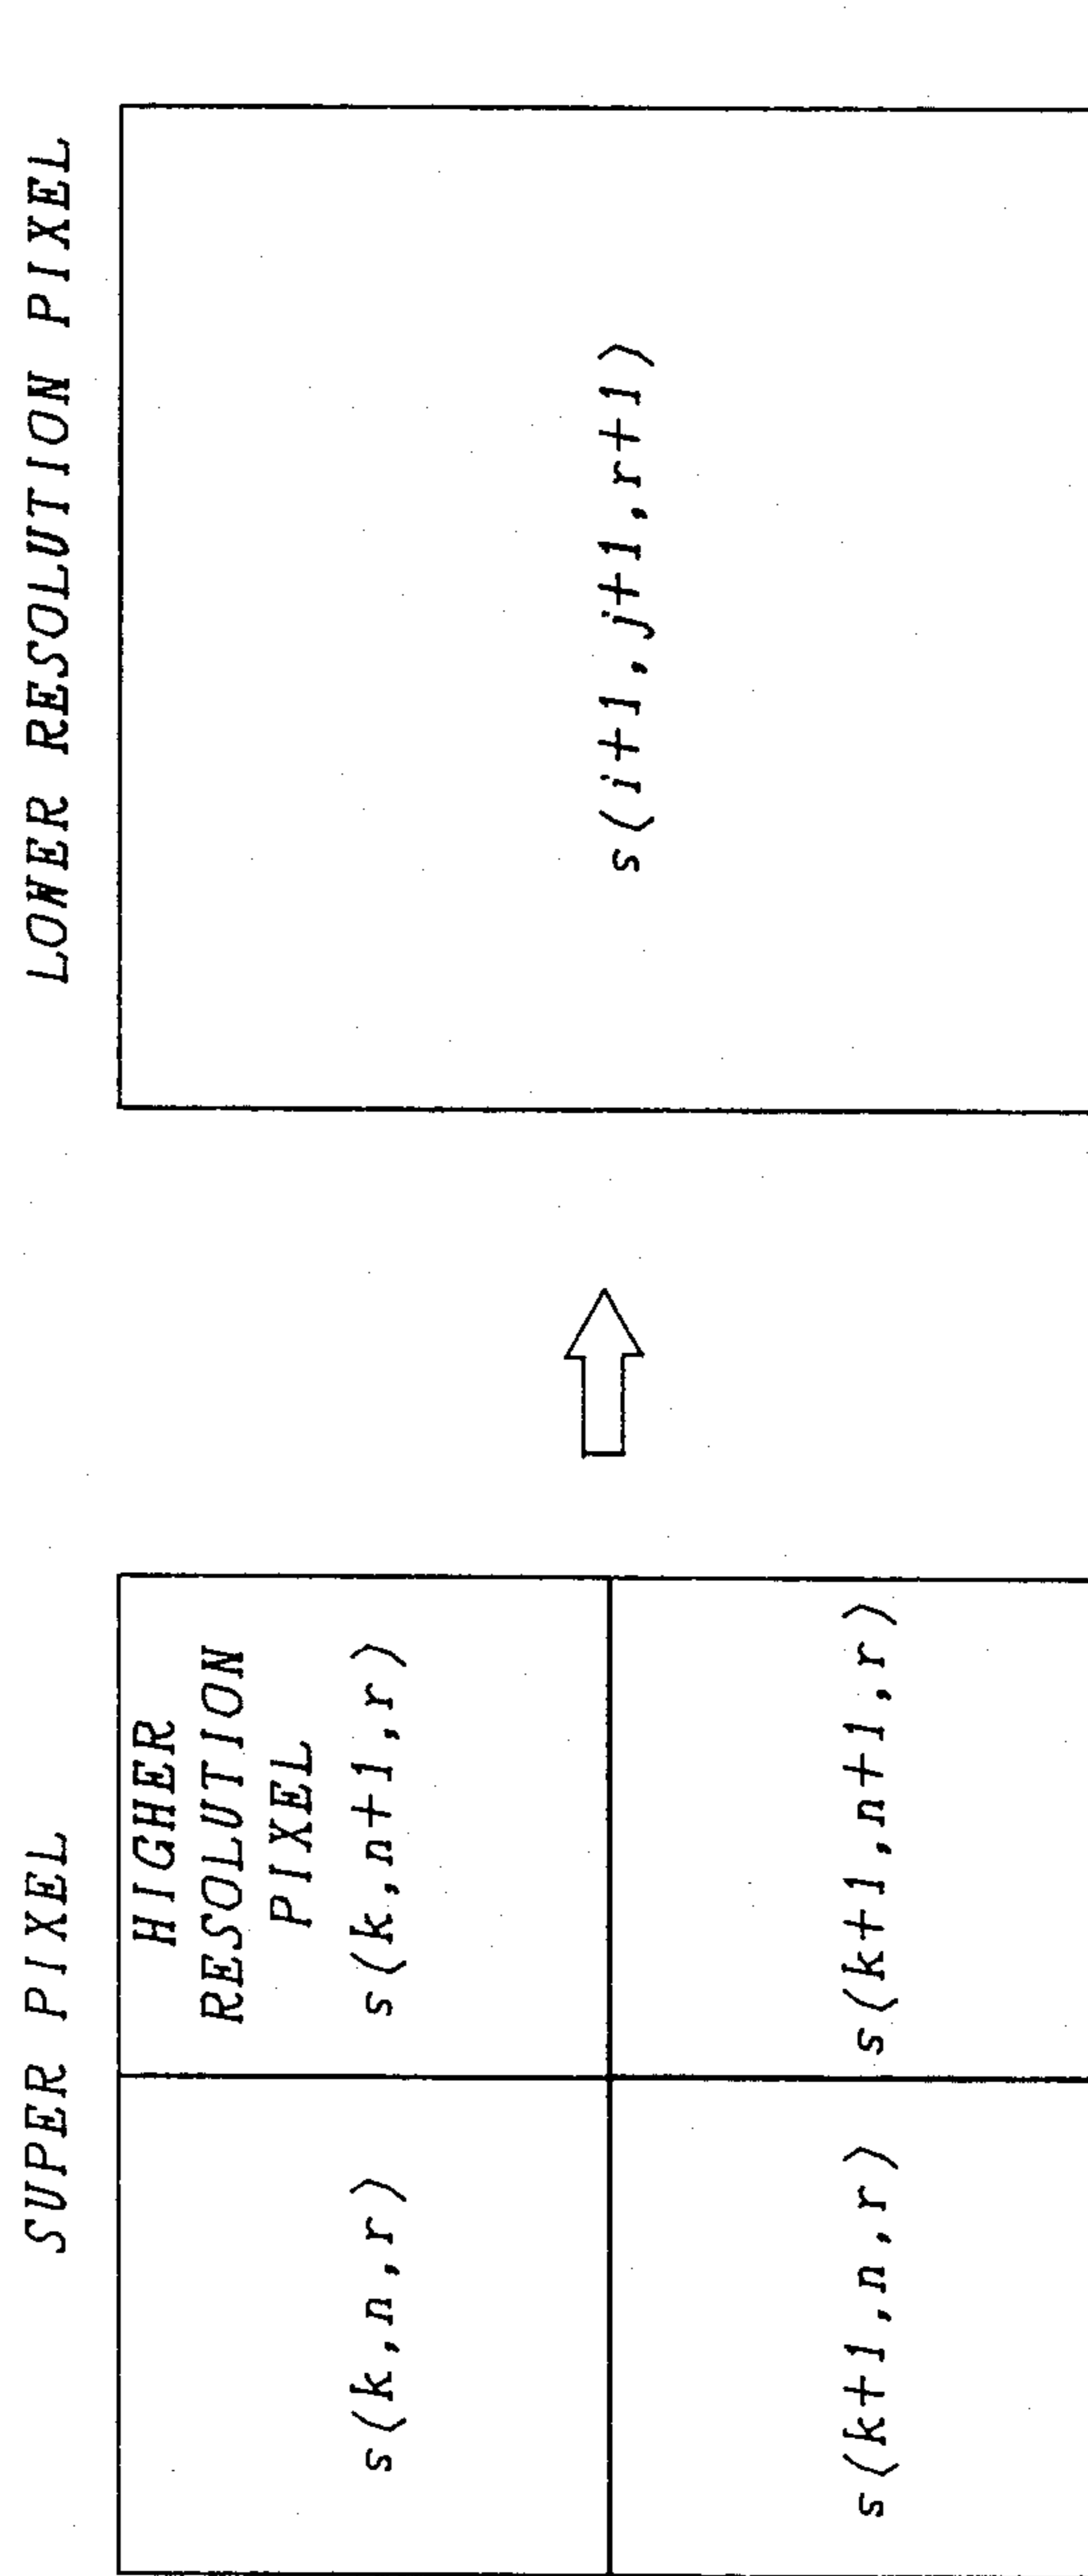 SUPER PIXEL
s(k,n,r)
HIGHER
RESOLUTION
PIXEL
s(k,n+1,r)
s(k+1,n,r)
s(k+1,n+1,r)
LOWER RESOLUTION PIXEL
s(i+1,j+1,r+1)